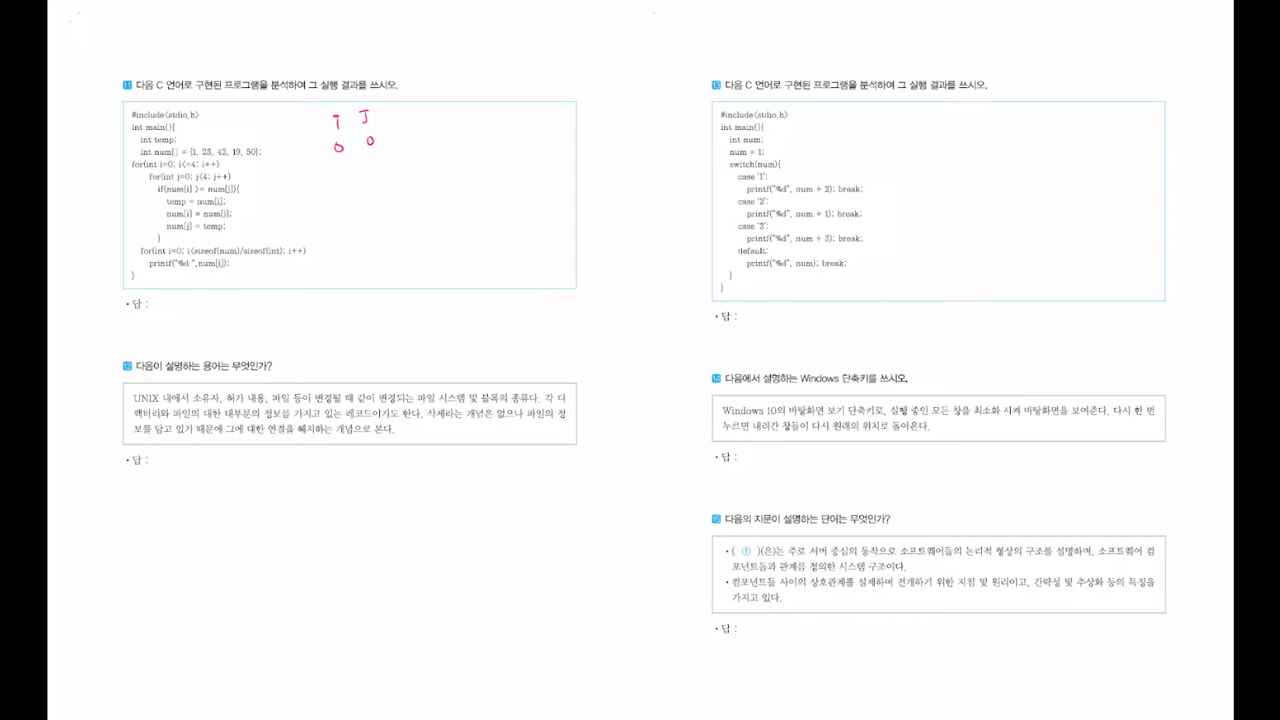 11 다음 C 언어로 구현된 프로그램을 분석하여 그 실행 결과를 쓰시오.
#include<stdio.h>
int main(){
int temp;
int num[] = {1, 23, 42, 19, 50};
for(int i=0; i<=4; i++)
for(int j=0; j<4; j++)
if(num[i] >= num[j]){
temp = num[i];
num[i] = num[j];
num[j] = temp;
}
for(int i=0; i<sizeof(num)/sizeof(int); i++)
printf("%d ",num[i]);
}
i J
0 0
• 답 :
12 다음이 설명하는 용어는 무엇인가?
UNIX 내에서 소유자, 허가 내용, 파일 등이 변경될 때 같이 변경되는 파일 시스템 및 블록의 종류다. 각 디
렉터리와 파일의 대한 대부분의 정보를 가지고 있는 레코드이기도 한다. 삭제라는 개념은 없으나 파일의 정
보를 담고 있기 때문에 그에 대한 연결을 해지하는 개념으로 본다.
• 답 :
13 다음 C 언어로 구현된 프로그램을 분석하여 그 실행 결과를 쓰시오.
#include<stdio.h>
int main(){
int num;
num = 1;
switch(num){
case '1':
printf("%d", num + 2); break;
case '2':
printf("%d", num + 1); break;
case '3':
printf("%d", num + 3); break;
default:
printf("%d", num); break;
}
}
• 답 :
14 다음에서 설명하는 Windows 단축키를 쓰시오.
Windows 10의 바탕화면 보기 단축키로, 실행 중인 모든 창을 최소화 시켜 바탕화면을 보여준다. 다시 한 번
누르면 내려간 창들이 다시 원래의 위치로 돌아온다.
• 답 :
15 다음의 지문이 설명하는 단어는 무엇인가?
• ( ① )(은)는 주로 서버 중심의 동작으로 소프트웨어들의 논리적 형상의 구조를 설명하며, 소프트웨어 컴
포넌트들과 관계를 정의한 시스템 구조이다.
• 컴포넌트들 사이의 상호관계를 설계하며 전개하기 위한 지침 및 원리이고, 간략성 및 추상화 등의 특징을
가지고 있다.
• 답 :